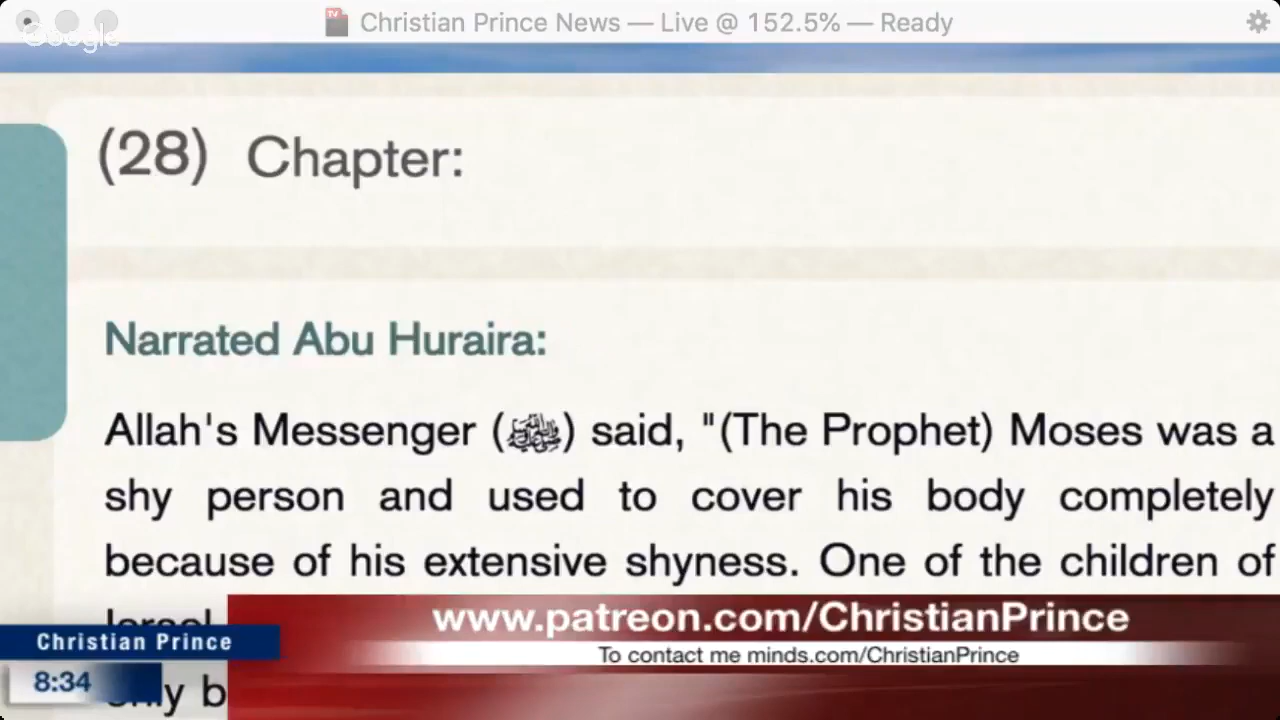 Christian Prince News — Live @ 152.5% — Ready
Google
(28) Chapter:
Narrated Abu Huraira:
Allah's Messenger (ﷺ) said, "(The Prophet) Moses was a
shy person and used to cover his body completely
because of his extensive shyness. One of the children of
Israel
www.patreon.com/ChristianPrince
Christian Prince
To contact me minds.com/ChristianPrince
8:34